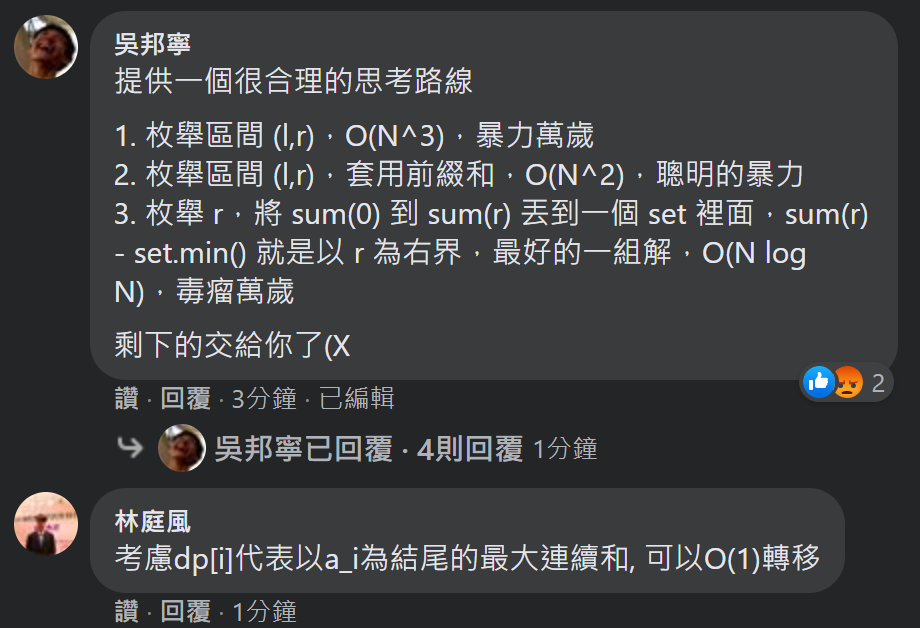 吳邦寧
提供一個很合理的思考路線
1. 枚舉區間 (l,r)，O(N^3)，暴力萬歲
2. 枚舉區間 (l,r)，套用前綴和，O(N^2)，聰明的暴力
3. 枚舉 r，將 sum(0) 到 sum(r) 丟到一個 set 裡面，sum(r)
- set.min() 就是以 r 為右界，最好的一組解，O(N log
N)，毒瘤萬歲
剩下的交給你了(X
2
讚 · 回覆 · 3分鐘 · 已編輯
吳邦寧已回覆 · 4則回覆 1分鐘
林庭風
考慮dp[i]代表以a_i為結尾的最大連續和, 可以O(1)轉移
讚 · 回覆 · 1分鐘